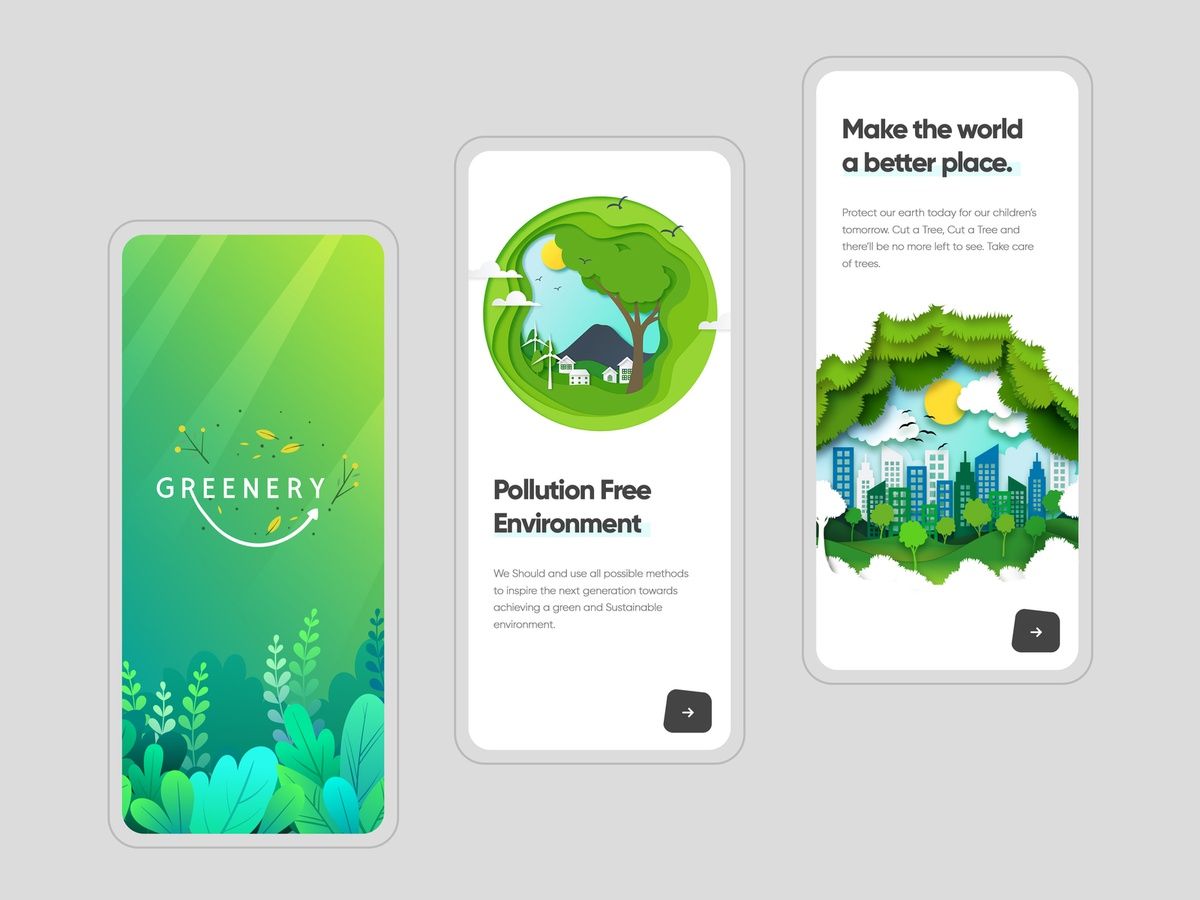 GREENERY
Pollution Free
Environment
We Should and use all possible methods
to inspire the next generation towards
achieving a green and Sustainable
environment.
Make the world
a better place.
Protect our earth today for our children's
tomorrow. Cut a Tree, Cut a Tree and
there'll be no more left to see. Take care
of trees.